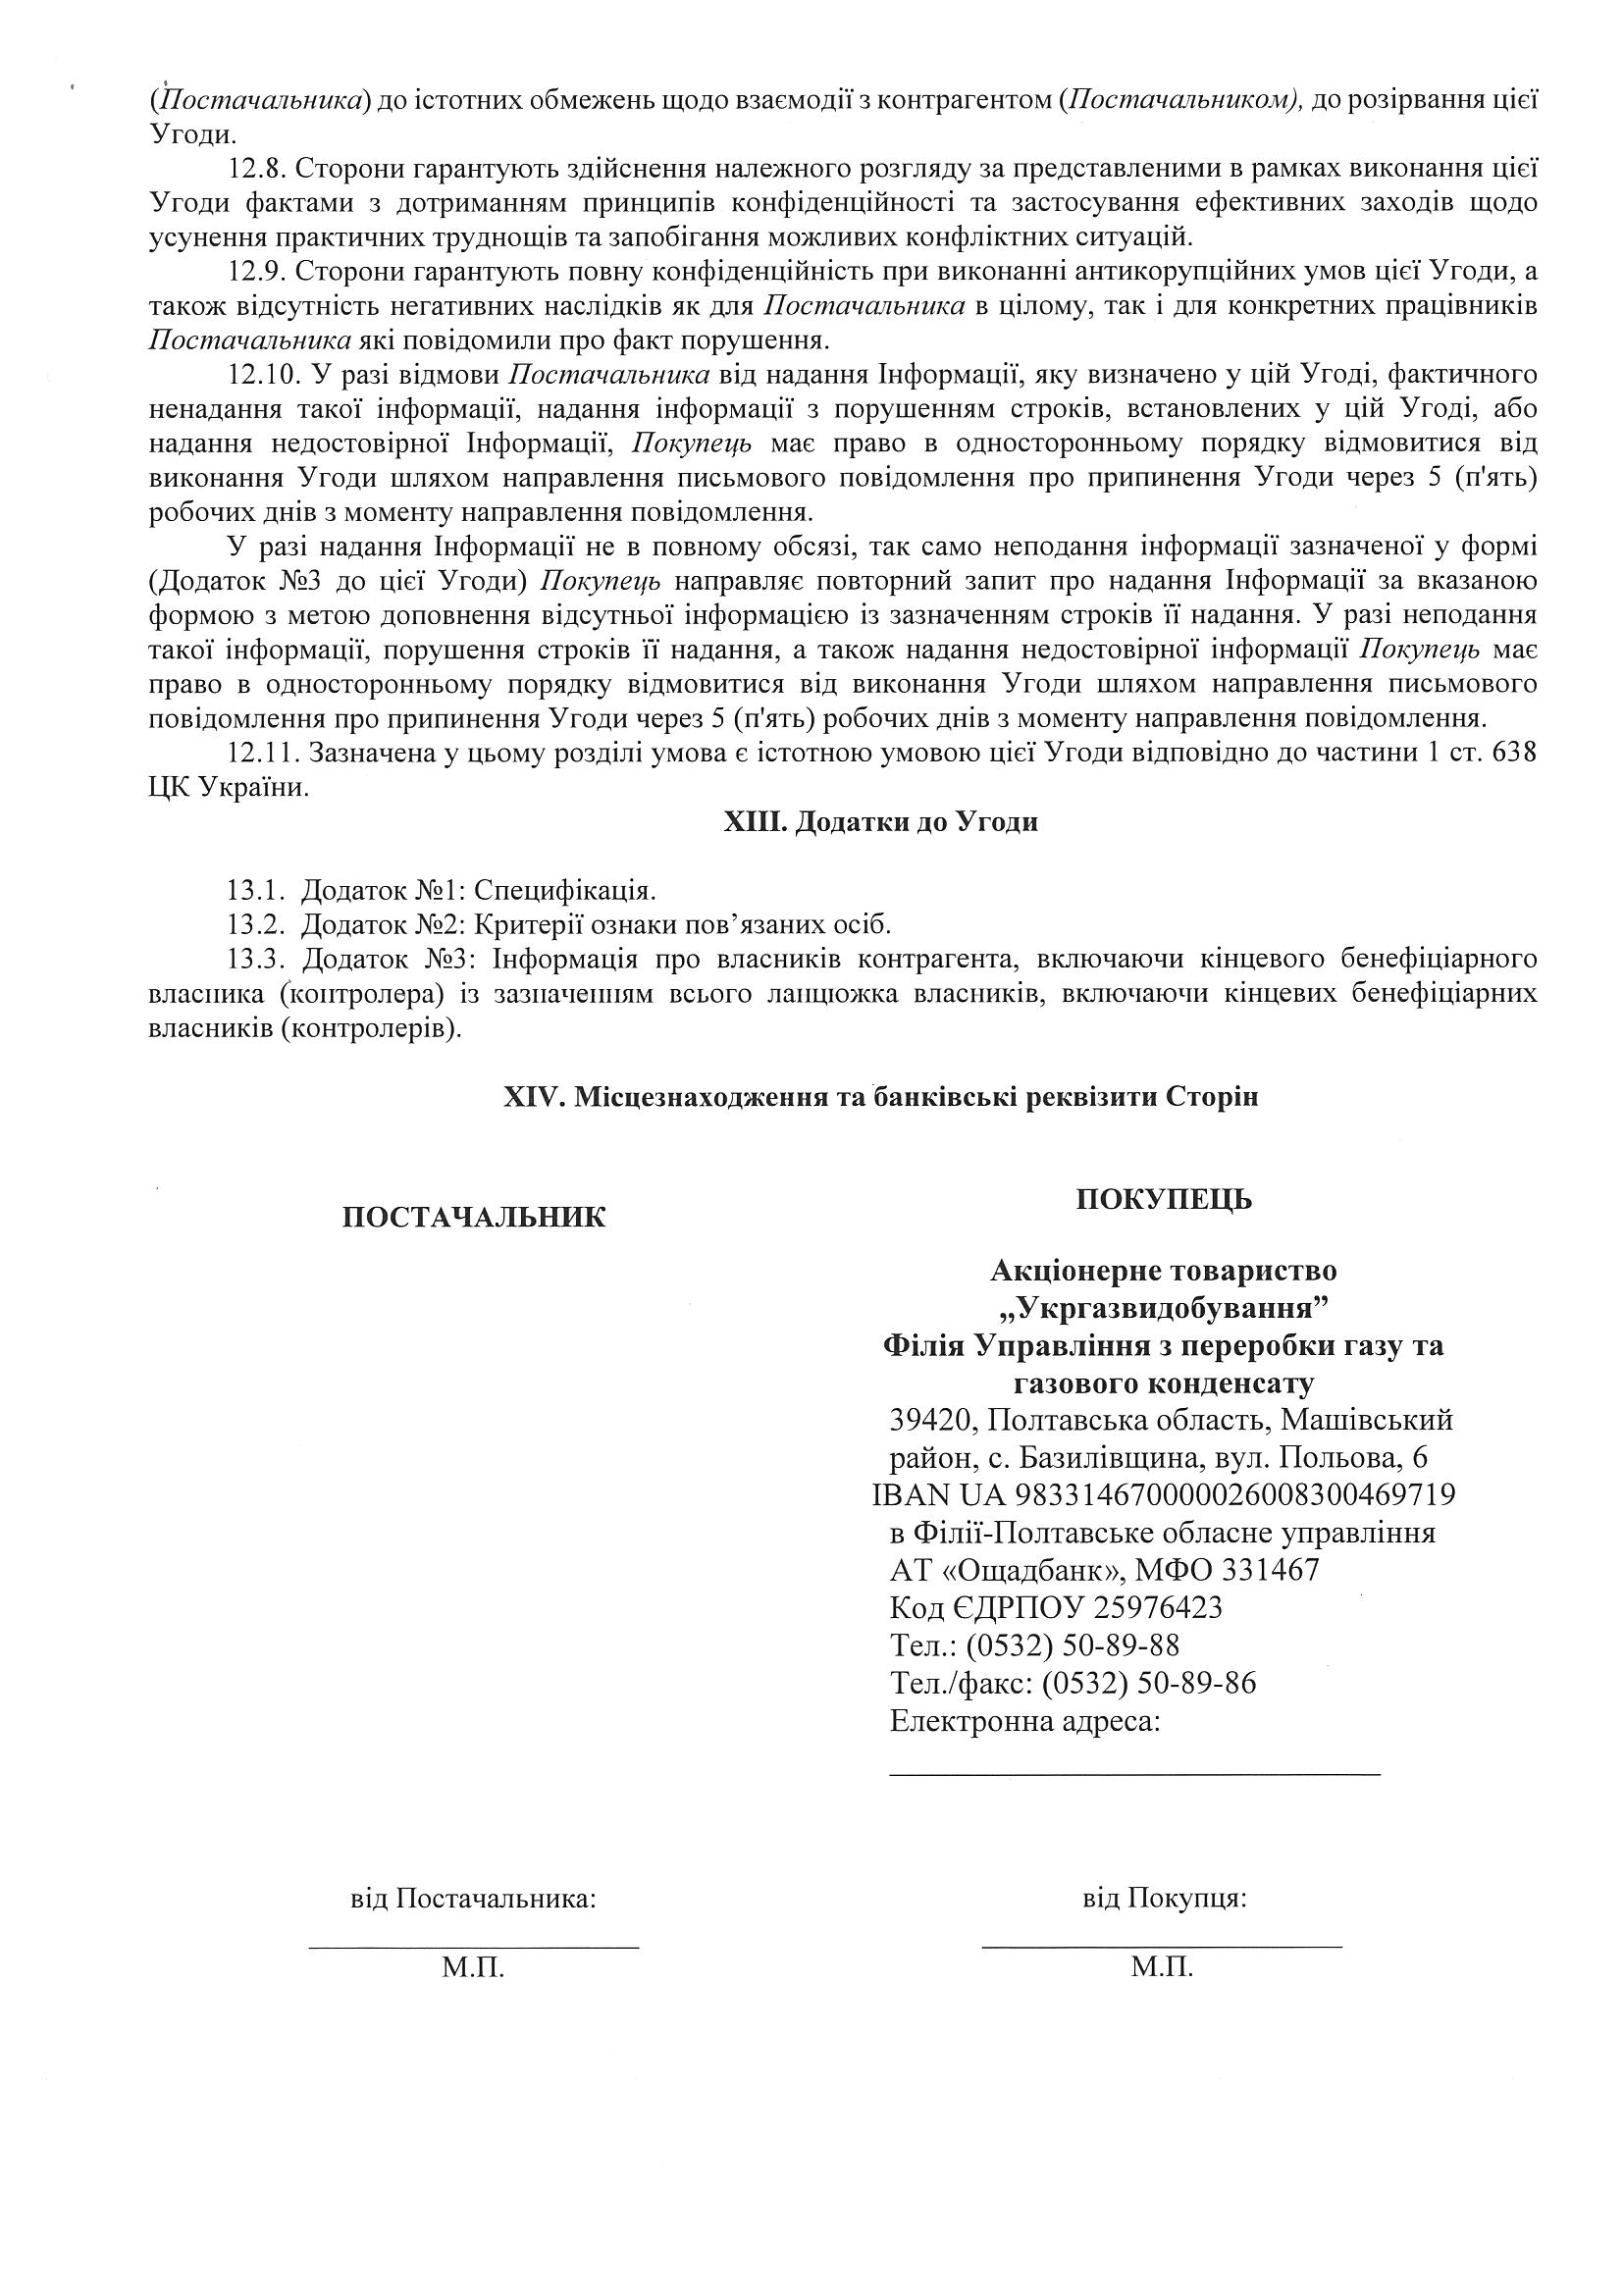 (Постачальника) до істотних обмежень щодо взаємодії з контрагентом (Постачальником), до розірвання цієї
Угоди.
12.8. Сторони гарантують здійснення належного розгляду за представленими в рамках виконання цієї
Угоди фактами з дотриманням принципів конфіденційності та застосування ефективних заходів щодо
усунення практичних труднощів та запобігання можливих конфліктних ситуацій.
12.9. Сторони гарантують повну конфіденційність при виконанні антикорупційних умов цієї Угоди, а
також відсутність негативних наслідків як для Постачальника в цілому, так і для конкретних працівників
Постачальника які повідомили про факт порушення.
12.10. У разі відмови Постачальника від надання Інформації, яку визначено у цій Угоді, фактичного
ненадання такої інформації, надання інформації з порушенням строків, встановлених у цій Угоді, або
надання недостовірної Інформації, Покупець має право в односторонньому порядку відмовитися від
виконання Угоди шляхом направлення письмового повідомлення про припинення Угоди через 5 (п'ять)
робочих днів з моменту направлення повідомлення.
У разі надання Інформації не в повному обсязі, так само неподання інформації зазначеної у формі
(Додаток №3 до цієї Угоди) Покупець направляє повторний запит про надання Інформації за вказаною
формою з метою доповнення відсутньої інформацією із зазначенням строків її надання. У разі неподання
такої інформації, порушення строків її надання, а також надання недостовірної інформації Покупець має
право в односторонньому порядку відмовитися від виконання Угоди шляхом направлення письмового
повідомлення про припинення Угоди через 5 (п'ять) робочих днів з моменту направлення повідомлення.
12.11. Зазначена у цьому розділі умова є істотною умовою цієї Угоди відповідно до частини 1 ст. 638
ЦК України.
XIII. Додатки до Угоди
13.1. Додаток №1: Специфікація.
13.2. Додаток №2: Критерії ознаки пов’язаних осіб.
13.3. Додаток №3: Інформація про власників контрагента, включаючи кінцевого бенефіціарного
власника (контролера) із зазначенням всього ланцюжка власників, включаючи кінцевих бенефіціарних
власників (контролерів).
XIV. Місцезнаходження та банківські реквізити Сторін
ПОСТАЧАЛЬНИК
ПОКУПЕЦЬ
Акціонерне товариство
„Укргазвидобування”
Філія Управління з переробки газу та
газового конденсату
39420, Полтавська область, Машівський
район, с. Базилівщина, вул. Польова, 6
IBAN UA 983314670000026008300469719
в Філії-Полтавське обласне управління
АТ «Ощадбанк», МФО 331467
Код ЄДРПОУ 25976423
Тел.: (0532) 50-89-88
Тел./факс: (0532) 50-89-86
Електронна адреса:
від Постачальника:
М.П.
від Покупця:
М.П.